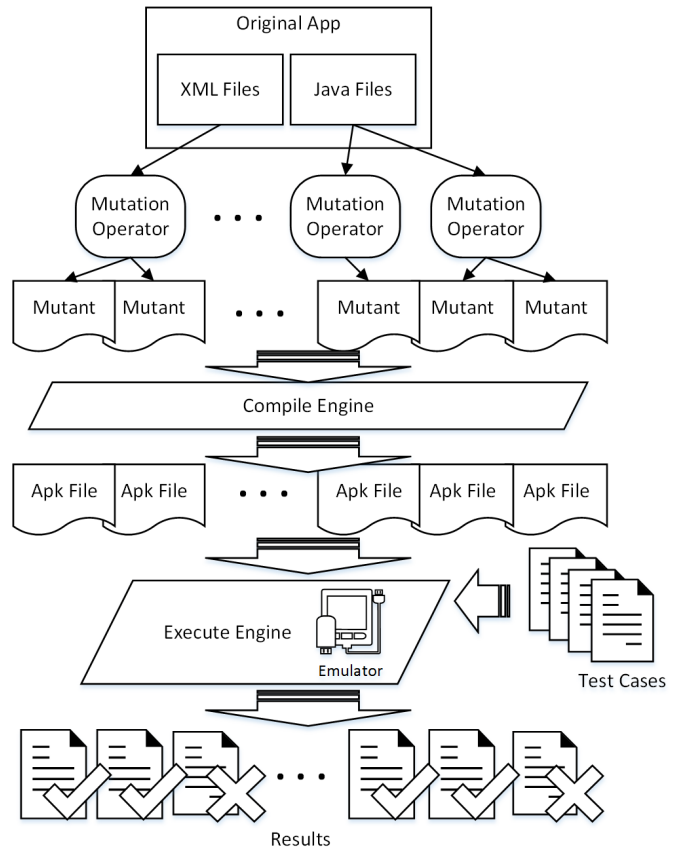 Original App
XML Files
Java Files
Mutation
Operator
Mutation
Operator
Mutation
Operator
Mutant
Mutant
Mutant
Mutant
Mutant
Compile Engine
Apk File
Apk File
Apk File
Apk File
Apk File
Execute Engine
Emulator
Test Cases
Results